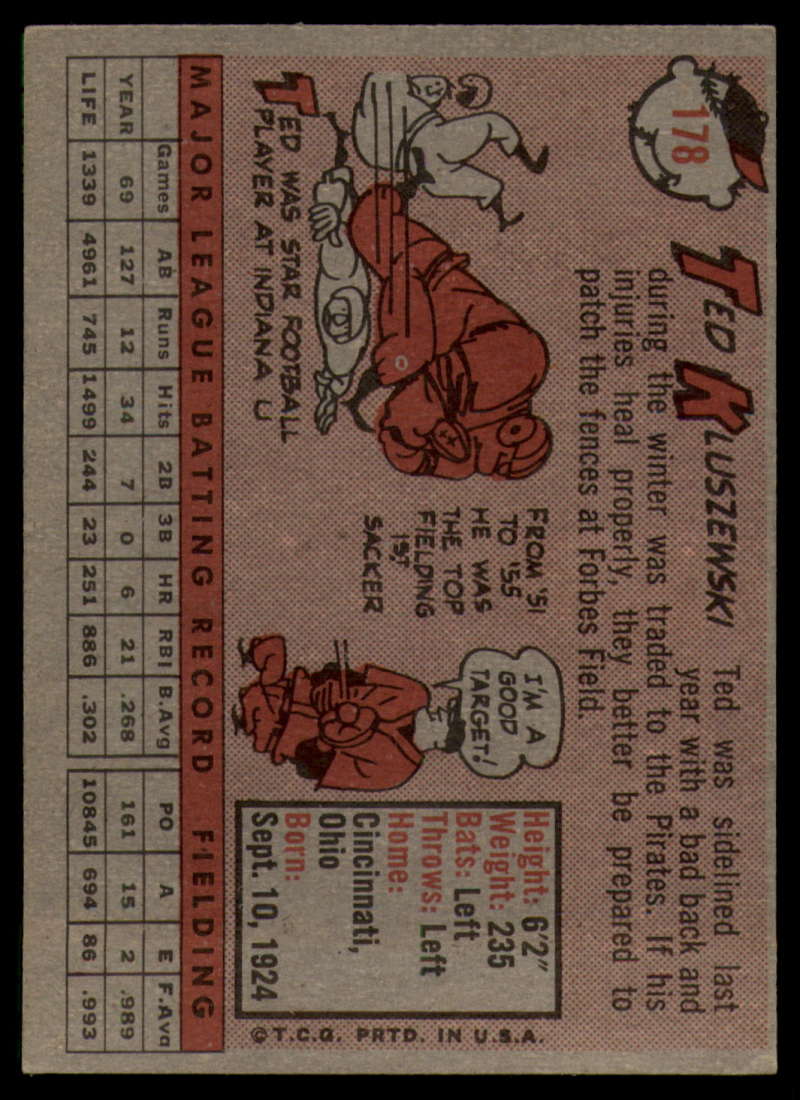 178
TED KLUSZEWSKI
Ted was sidelined last
year with a bad back and
during the winter was traded to the Pirates. If his
injuries heal properly, they better be prepared to
patch the fences at Forbes Field.
TED WAS STAR FOOTBALL
PLAYER AT INDIANA U
FROM '51
TO '55
HE WAS
THE TOP
FIELDING
1ST
SACKER
I'M A
GOOD
TARGET!
Height: 6'2"
Weight: 235
Bats: Left
Throws: Left
Home:
Cincinnati,
Ohio
Born:
Sept. 10, 1924
© T.C.G. PRTD. IN U.S.A.
MAJOR LEAGUE BATTING RECORD FIELDING
Games AB Runs Hits 2B 3B HR RBI B.Avg PO A E F.Avg
YEAR 69 127 12 34 7 0 6 21 .268 161 15 2 .989
LIFE 1339 4961 745 1499 244 23 251 886 .302 10845 694 86 .993